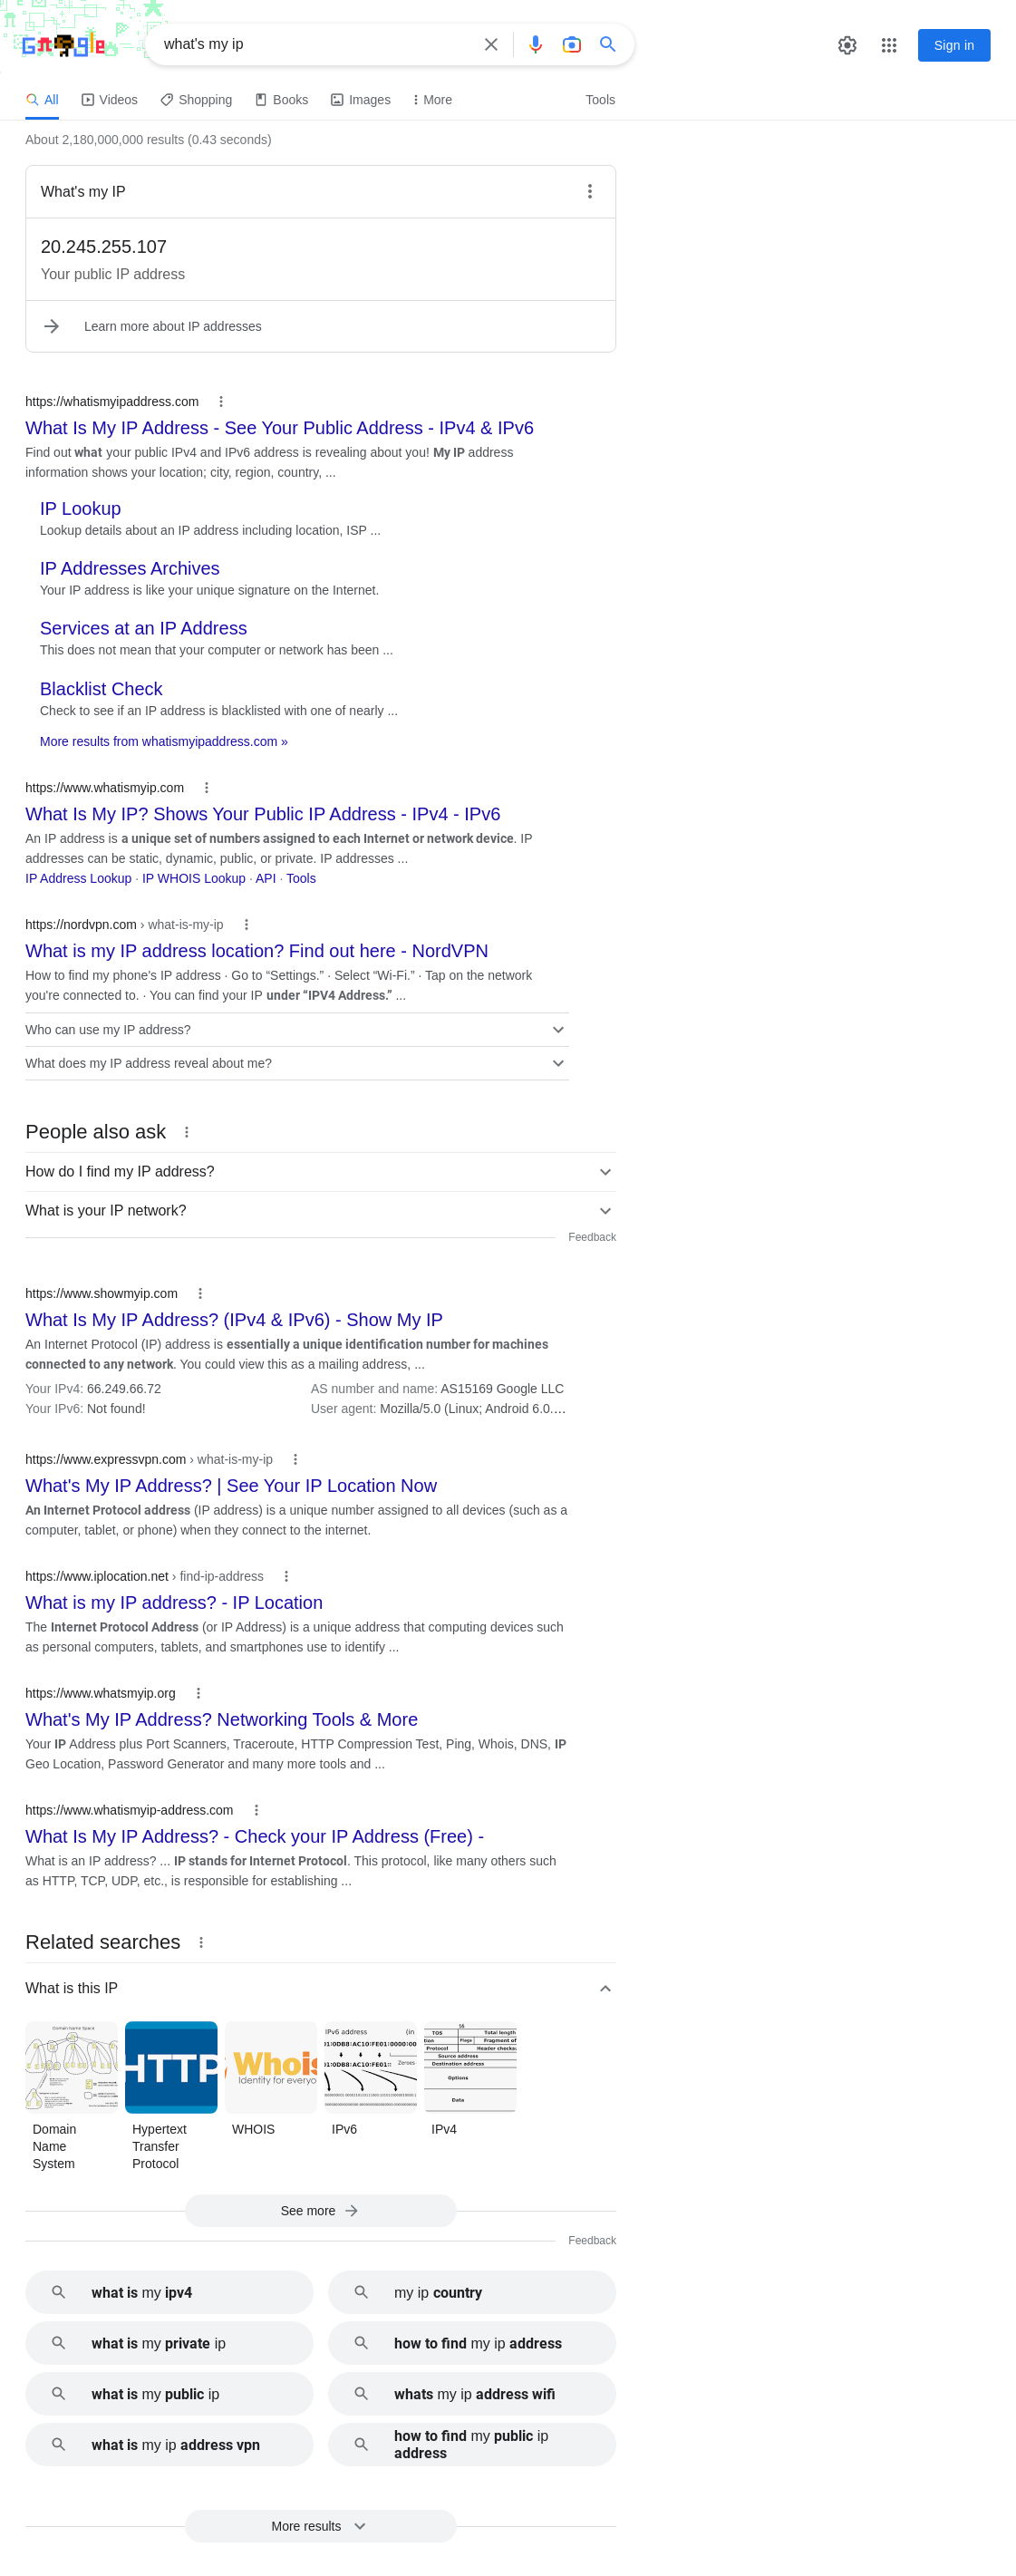 Google
what's my ip
Sign in
All
Videos
Shopping
Books
Images
More
Tools
About 2,180,000,000 results (0.43 seconds)
What's my IP
20.245.255.107
Your public IP address
Learn more about IP addresses
https://whatismyipaddress.com
What Is My IP Address - See Your Public Address - IPv4 & IPv6
Find out what your public IPv4 and IPv6 address is revealing about you! My IP address
information shows your location; city, region, country, ...
IP Lookup
Lookup details about an IP address including location, ISP ...
IP Addresses Archives
Your IP address is like your unique signature on the Internet.
Services at an IP Address
This does not mean that your computer or network has been ...
Blacklist Check
Check to see if an IP address is blacklisted with one of nearly ...
More results from whatismyipaddress.com »
https://www.whatismyip.com
What Is My IP? Shows Your Public IP Address - IPv4 - IPv6
An IP address is a unique set of numbers assigned to each Internet or network device. IP
addresses can be static, dynamic, public, or private. IP addresses ...
IP Address Lookup · IP WHOIS Lookup · API · Tools
https://nordvpn.com › what-is-my-ip
What is my IP address location? Find out here - NordVPN
How to find my phone's IP address · Go to “Settings.” · Select “Wi-Fi.” · Tap on the network
you're connected to. · You can find your IP under “IPV4 Address.” ...
Who can use my IP address?
What does my IP address reveal about me?
People also ask
How do I find my IP address?
What is your IP network?
Feedback
https://www.showmyip.com
What Is My IP Address? (IPv4 & IPv6) - Show My IP
An Internet Protocol (IP) address is essentially a unique identification number for machines
connected to any network. You could view this as a mailing address, ...
Your IPv4: 66.249.66.72
AS number and name: AS15169 Google LLC
Your IPv6: Not found!
User agent: Mozilla/5.0 (Linux; Android 6.0....
https://www.expressvpn.com › what-is-my-ip
What's My IP Address? | See Your IP Location Now
An Internet Protocol address (IP address) is a unique number assigned to all devices (such as a
computer, tablet, or phone) when they connect to the internet.
https://www.iplocation.net › find-ip-address
What is my IP address? - IP Location
The Internet Protocol Address (or IP Address) is a unique address that computing devices such
as personal computers, tablets, and smartphones use to identify ...
https://www.whatsmyip.org
What's My IP Address? Networking Tools & More
Your IP Address plus Port Scanners, Traceroute, HTTP Compression Test, Ping, Whois, DNS, IP
Geo Location, Password Generator and many more tools and ...
https://www.whatismyip-address.com
What Is My IP Address? - Check your IP Address (Free) -
What is an IP address? ... IP stands for Internet Protocol. This protocol, like many others such
as HTTP, TCP, UDP, etc., is responsible for establishing ...
Related searches
What is this IP
Domain Name Space
HTTP
Whois
Identity for everyo
IPv6 address (in
Zeroes
TOS
Total length
Flags
Fragment of
Protocol
Header checksu
Source address
Destination address
Options
Data
Domain
Name
System
Hypertext
Transfer
Protocol
WHOIS
IPv6
IPv4
See more
Feedback
what is my ipv4
my ip country
what is my private ip
how to find my ip address
what is my public ip
whats my ip address wifi
what is my ip address vpn
how to find my public ip
address
More results